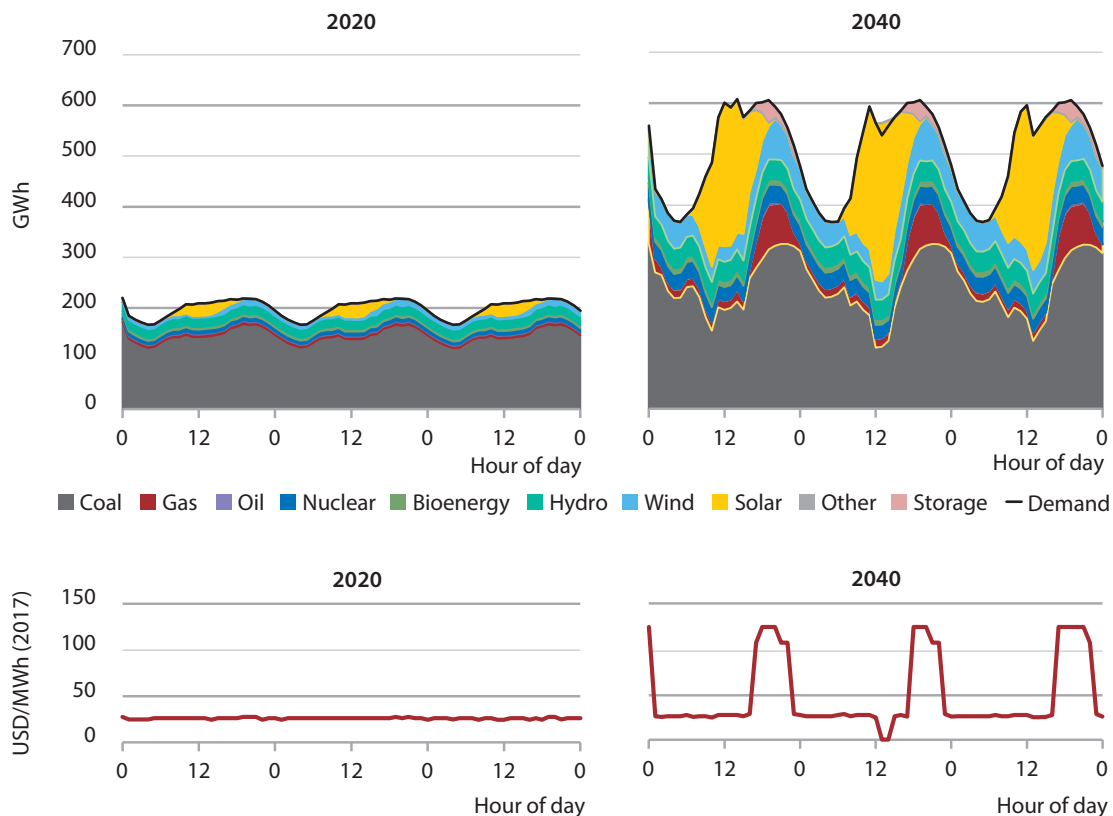 2020
2040
700
600
500
400
300
200
100
0
GWh
0 12 0 12 0 12 0
Hour of day
0 12 0 12 0 12 0
Hour of day
Coal Gas Oil Nuclear Bioenergy Hydro Wind Solar Other Storage Demand
2020
2040
150
100
50
0
USD/MWh (2017)
0 12 0 12 0 12 0
Hour of day
0 12 0 12 0 12 0
Hour of day